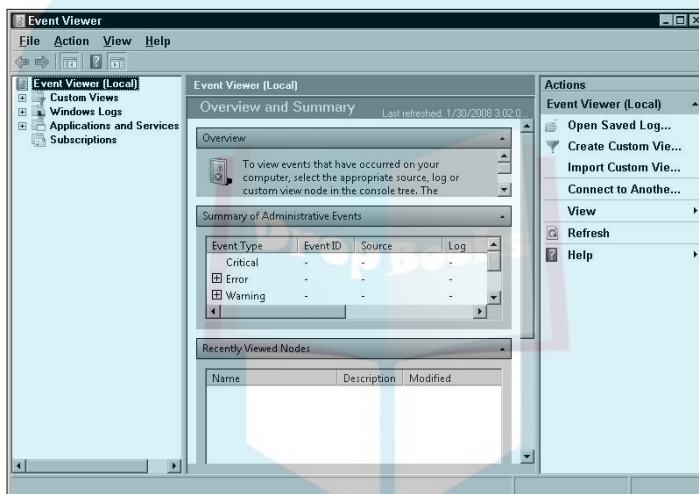 Event Viewer
File Action View Help
Event Viewer (Local)
Custom Views
Windows Logs
Applications and Services
Subscriptions
Event Viewer (Local)
Overview and Summary
Last refreshed: 1/30/2008 3:02:0...
Overview
To view events that have occurred on your
computer, select the appropriate source, log or
custom view node in the console tree. The
Summary of Administrative Events
Event Type Event ID Source Log
Critical - - -
Error - - -
Warning - - -
Recently Viewed Nodes
Name Description Modified
Actions
Event Viewer (Local)
Open Saved Log...
Create Custom Vie...
Import Custom Vie...
Connect to Anothe...
View
Refresh
Help
DropBooks